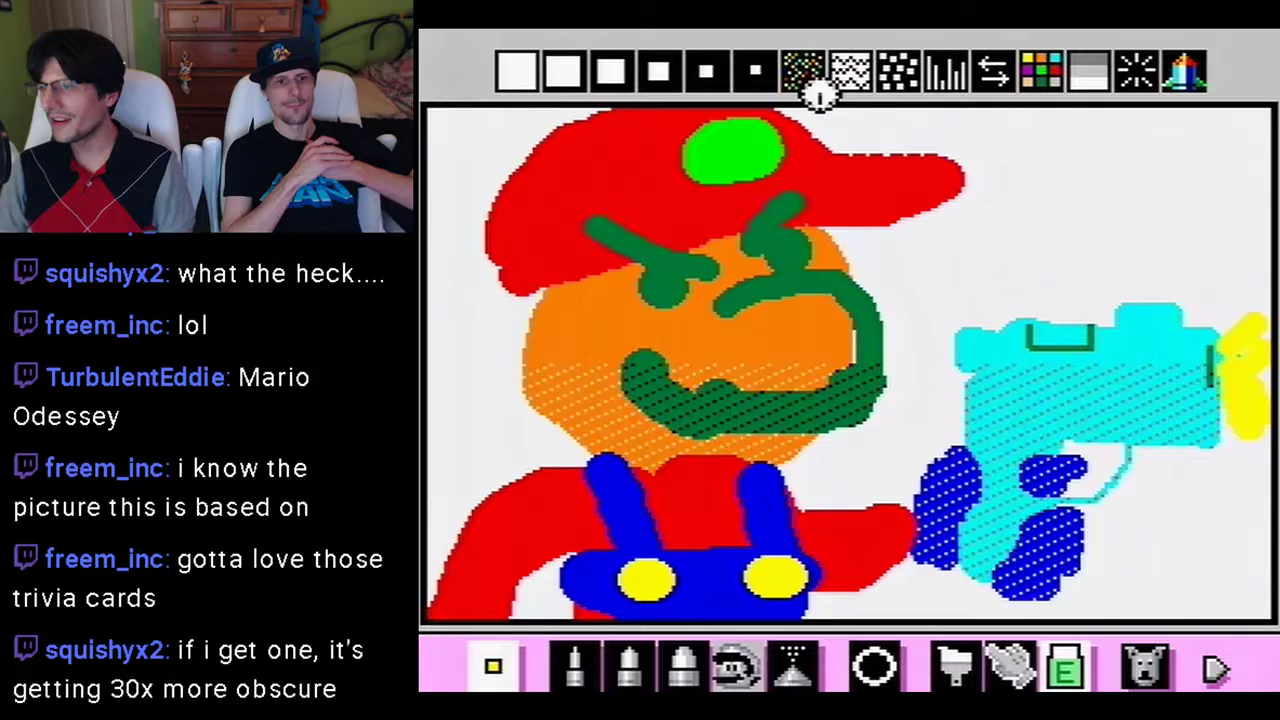 squishyx2: what the heck....
freem_inc: lol
TurbulentEddie: Mario
Odessey
freem_inc: i know the
picture this is based on
freem_inc: gotta love those
trivia cards
squishyx2: if i get one, it's
getting 30x more obscure
E